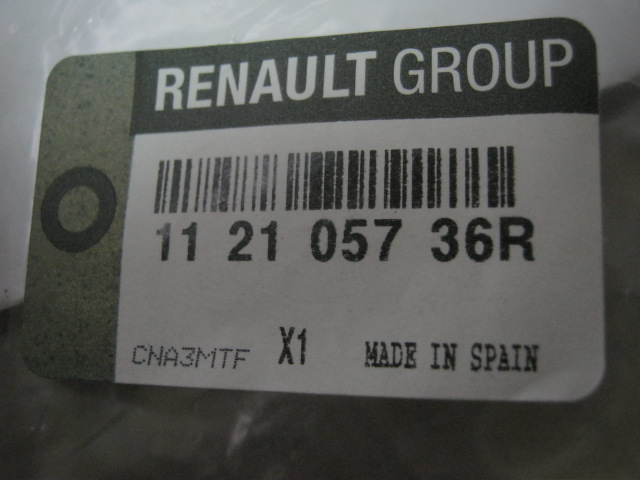 RENAULT GROUP
11 21 057 36R
CNA3MTF X1 MADE IN SPAIN